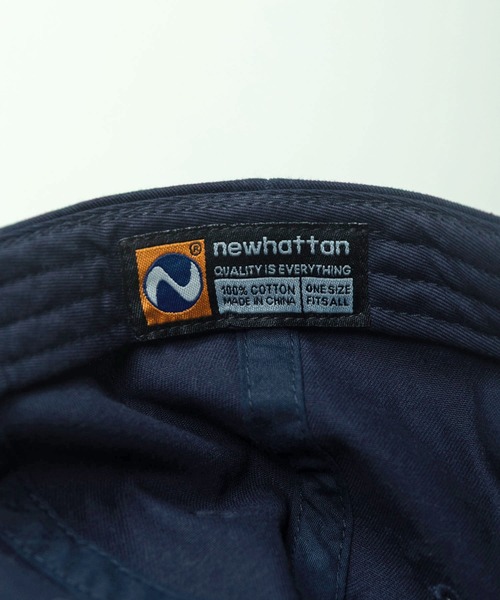 ®
newhattan
QUALITY IS EVERYTHING
100% COTTON
MADE IN CHINA
ONE SIZE
FITS ALL